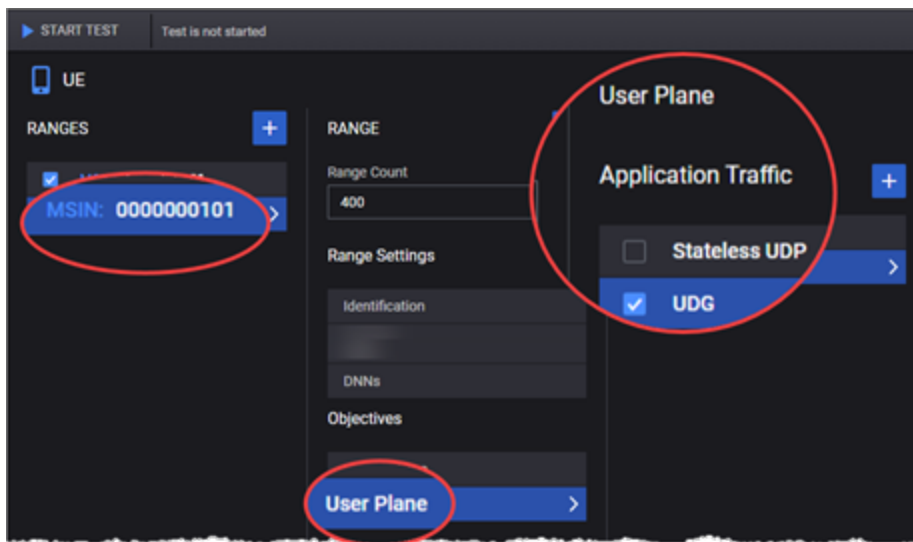 START TEST
Test is not started
UE
RANGES
MSIN: 0000000101
RANGE
Range Count
400
Range Settings
Identification
DNNs
Objectives
User Plane
User Plane
Application Traffic
Stateless UDP
UDG